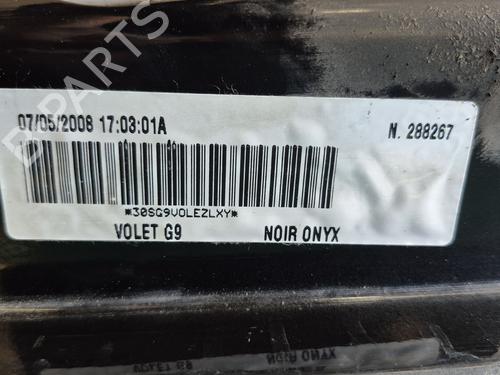 07/05/2008 17:03:01A
N. 288267
*30SG9VOLEZLXY*
VOLET G9
NOIR ONYX
B-PARTS